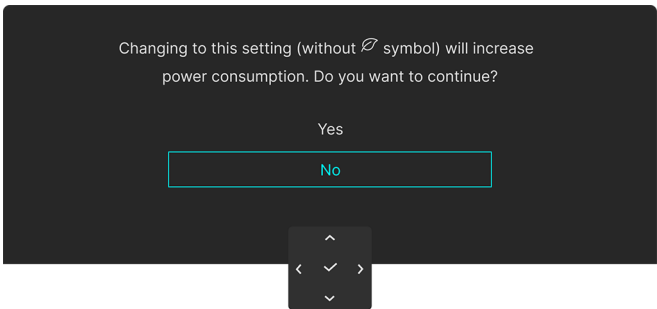 Changing to this setting (without symbol) will increase
power consumption. Do you want to continue?
Yes
No